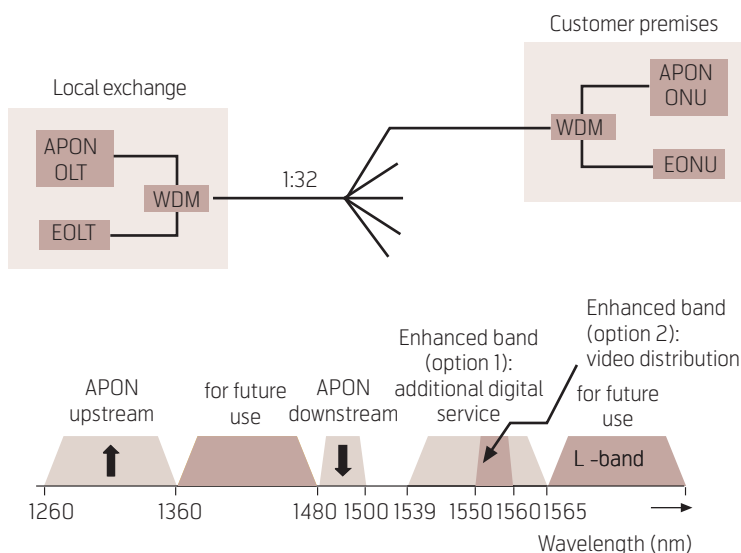 Customer premises
Local exchange
APON
OLT
WDM
EOLT
1:32
WDM
APON
ONU
EONU
Enhanced band
(option 2):
video distribution
Enhanced band
(option 1):
additional digital
service
APON
upstream
for future
use
APON
downstream
for future
use
L -band
1260
1360
1480
1500
1539
1550
1560
1565
Wavelength (nm)